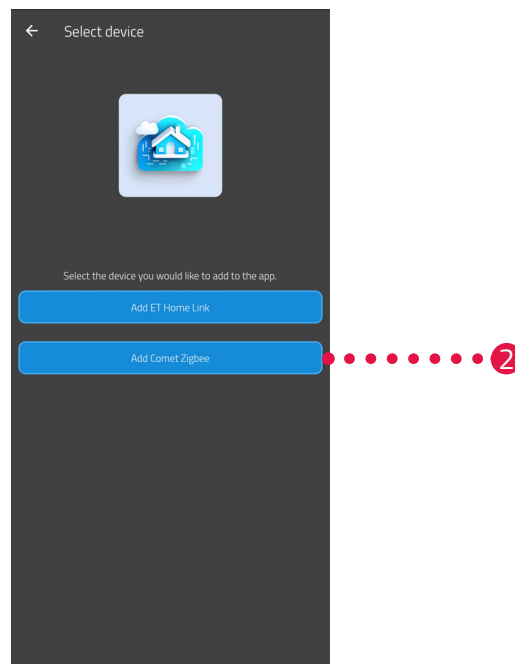 Select device
Select the device you would like to add to the app.
Add ET Home Link
Add Comet Zigbee
2